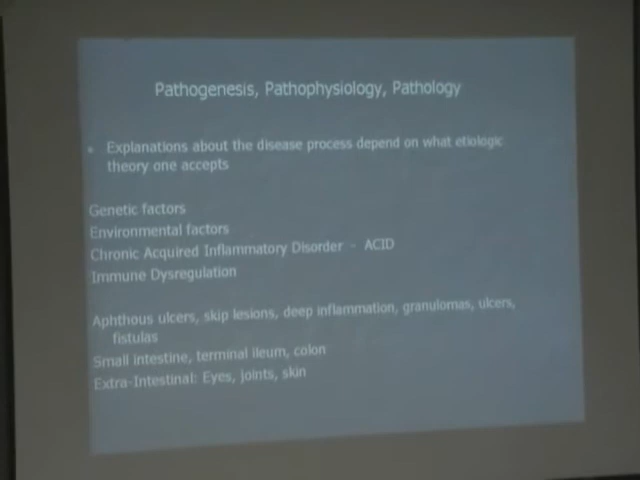 Pathogenesis, Pathophysiology, Pathology
• Explanations about the disease process depend on what etiologic
theory one accepts
Genetic factors
Environmental factors
Chronic Acquired Inflammatory Disorder - ACID
Immune Dysregulation
Aphthous ulcers, skip lesions, deep inflammation, granulomas, ulcers,
fistulas
Small intestine, terminal ileum, colon
Extra-Intestinal: Eyes, joints, skin